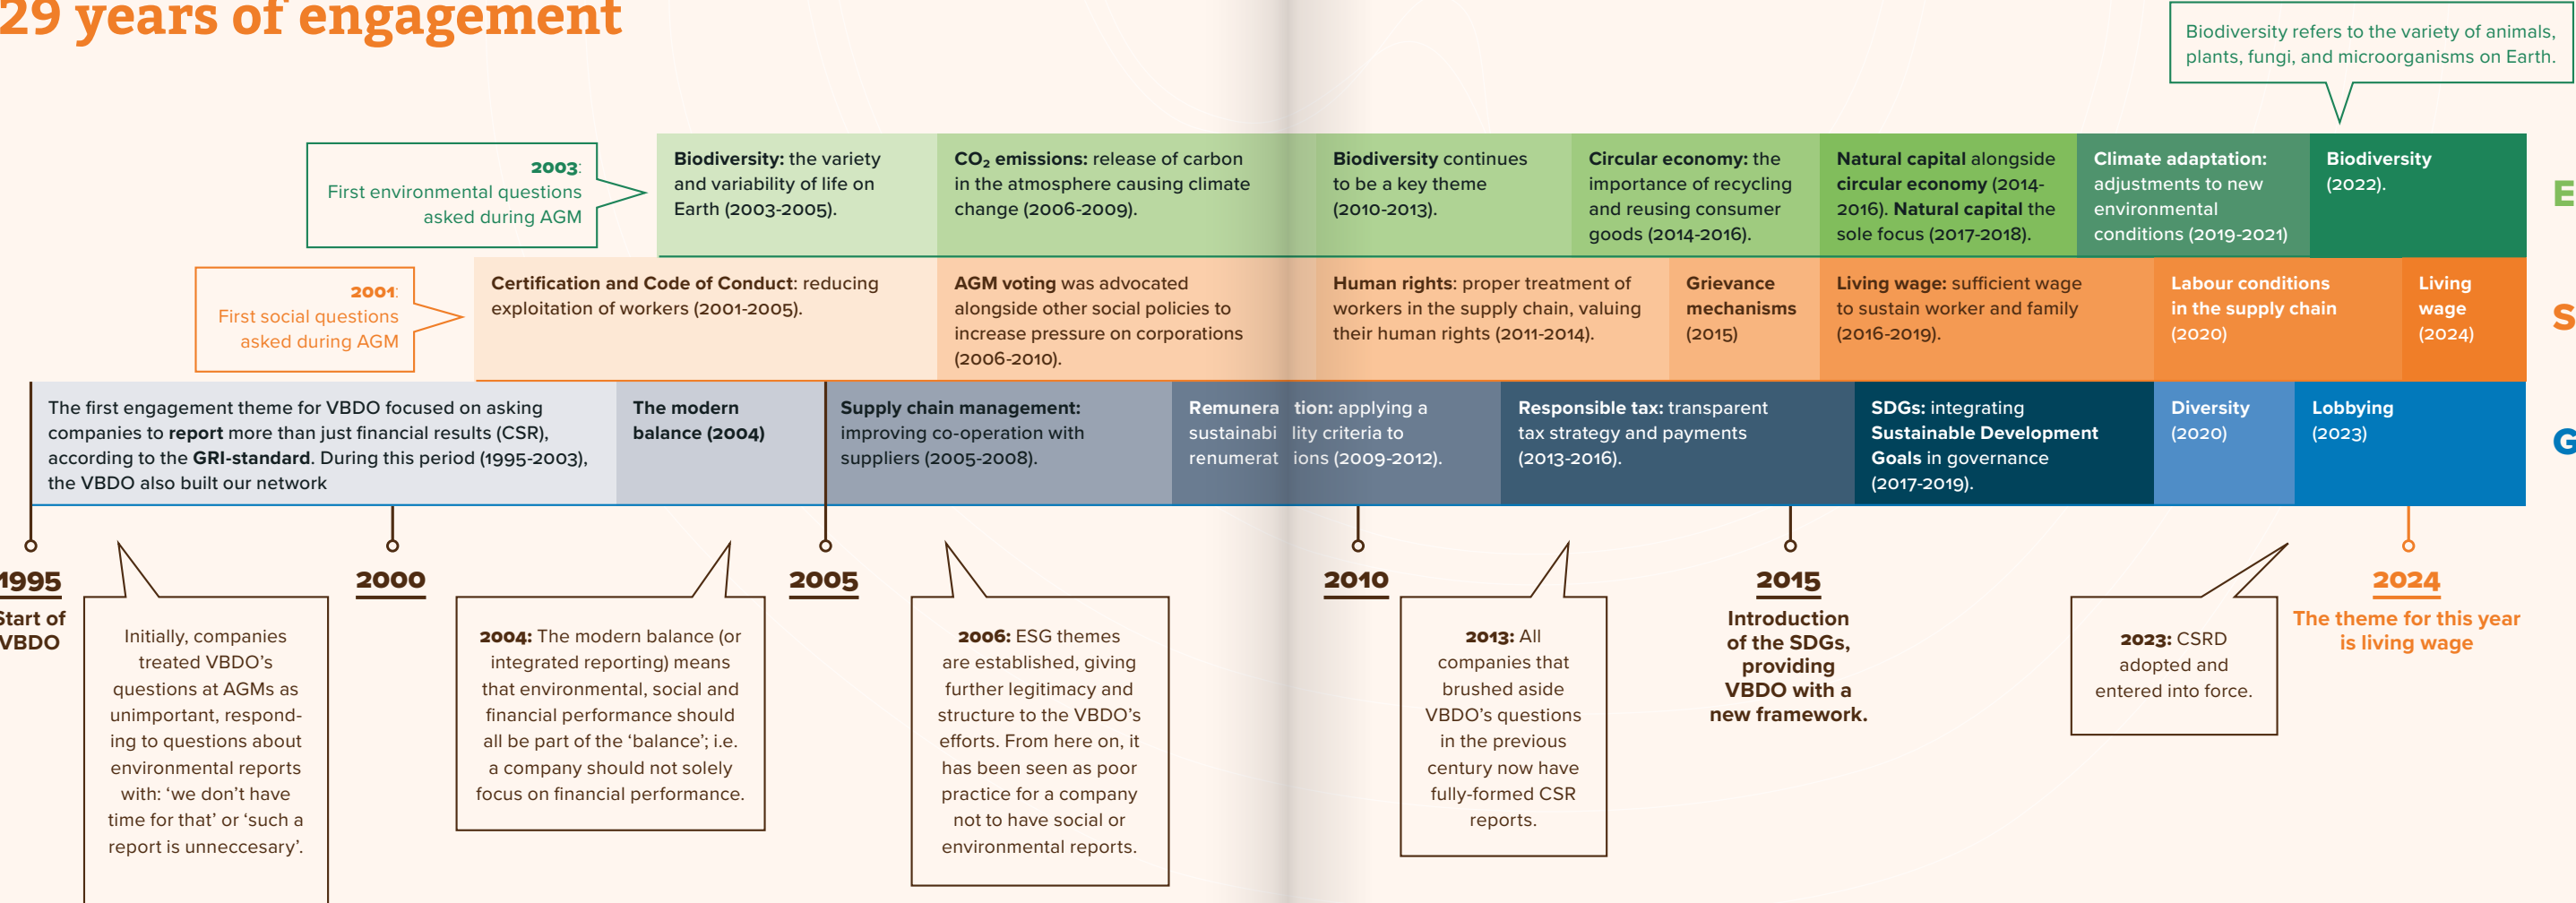 29 years of engagement
Biodiversity refers to the variety of animals,
plants, fungi, and microorganisms on Earth.
2003:
First environmental questions
asked during AGM
Biodiversity: the variety
and variability of life on
Earth (2003-2005).
CO₂ emissions: release of carbon
in the atmosphere causing climate
change (2006-2009).
Biodiversity continues
to be a key theme
(2010-2013).
Circular economy: the
importance of recycling
and reusing consumer
goods (2014-2016).
Natural capital alongside
circular economy (2014-
2016). Natural capital the
sole focus (2017-2018).
Climate adaptation:
adjustments to new
environmental
conditions (2019-2021)
Biodiversity
(2022).
E
2001:
First social questions
asked during AGM
Certification and Code of Conduct: reducing
exploitation of workers (2001-2005).
AGM voting was advocated
alongside other social policies to
increase pressure on corporations
(2006-2010).
Human rights: proper treatment of
workers in the supply chain, valuing
their human rights (2011-2014).
Grievance
mechanisms
(2015)
Living wage: sufficient wage
to sustain worker and family
(2016-2019).
Labour conditions
in the supply chain
(2020)
Living
wage
(2024)
S
The first engagement theme for VBDO focused on asking
companies to report more than just financial results (CSR),
according to the GRI-standard. During this period (1995-2003),
the VBDO also built our network
The modern
balance (2004)
Supply chain management:
improving co-operation with
suppliers (2005-2008).
Remunera tion: applying a
sustainabi lity criteria to
renumerat ions (2009-2012).
Responsible tax: transparent
tax strategy and payments
(2013-2016).
SDGs: integrating
Sustainable Development
Goals in governance
(2017-2019).
Diversity
(2020)
Lobbying
(2023)
G
1995
Start of
VBDO
Initially, companies
treated VBDO’s
questions at AGMs as
unimportant, respond-
ing to questions about
environmental reports
with: ‘we don’t have
time for that’ or ‘such a
report is unneccesary’.
2000
2004: The modern balance (or
integrated reporting) means
that environmental, social and
financial performance should
all be part of the ‘balance’; i.e.
a company should not solely
focus on financial performance.
2005
2006: ESG themes
are established, giving
further legitimacy and
structure to the VBDO’s
efforts. From here on, it
has been seen as poor
practice for a company
not to have social or
environmental reports.
2010
2013: All
companies that
brushed aside
VBDO’s questions
in the previous
century now have
fully-formed CSR
reports.
2015
Introduction
of the SDGs,
providing
VBDO with a
new framework.
2023: CSRD
adopted and
entered into force.
2024
The theme for this year
is living wage